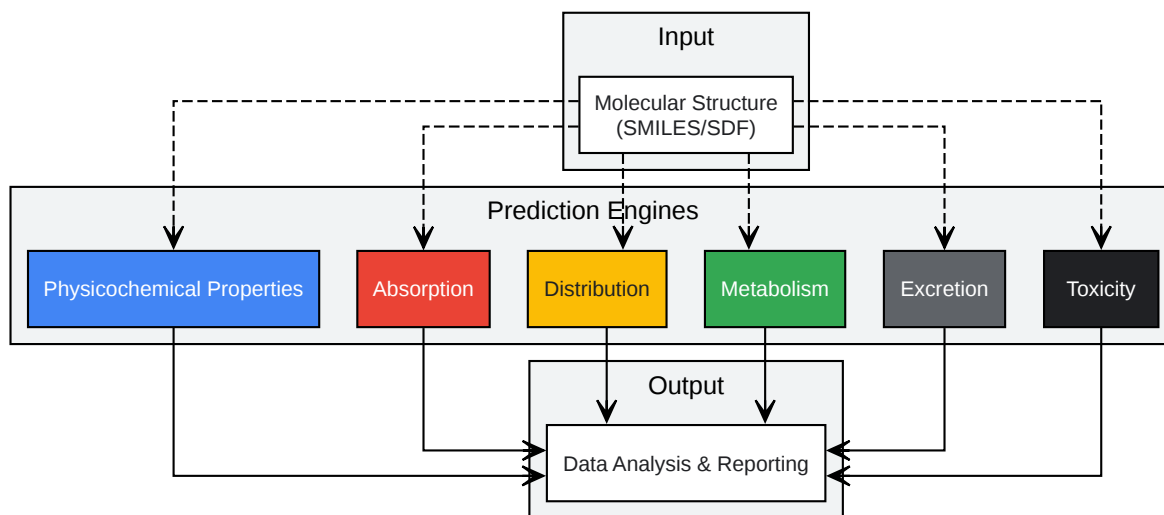 Input
Molecular Structure
(SMILES/SDF)
Prediction Engines
Physicochemical Properties
Absorption
Distribution
Metabolism
Excretion
Toxicity
Output
Data Analysis & Reporting